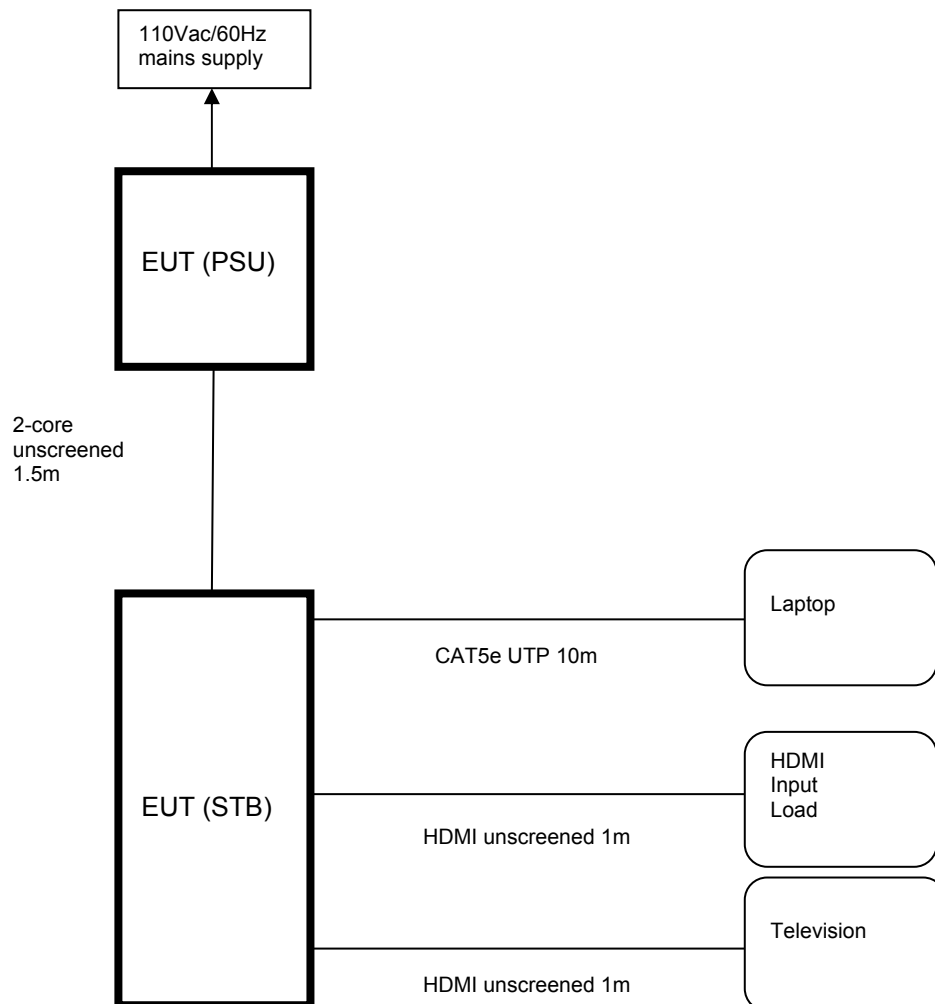 110Vac/60Hz
mains supply
EUT (PSU)
2-core
unscreened
1.5m
Laptop
CAT5e UTP 10m
HDMI
Input
Load
EUT (STB)
HDMI unscreened 1m
Television
HDMI unscreened 1m